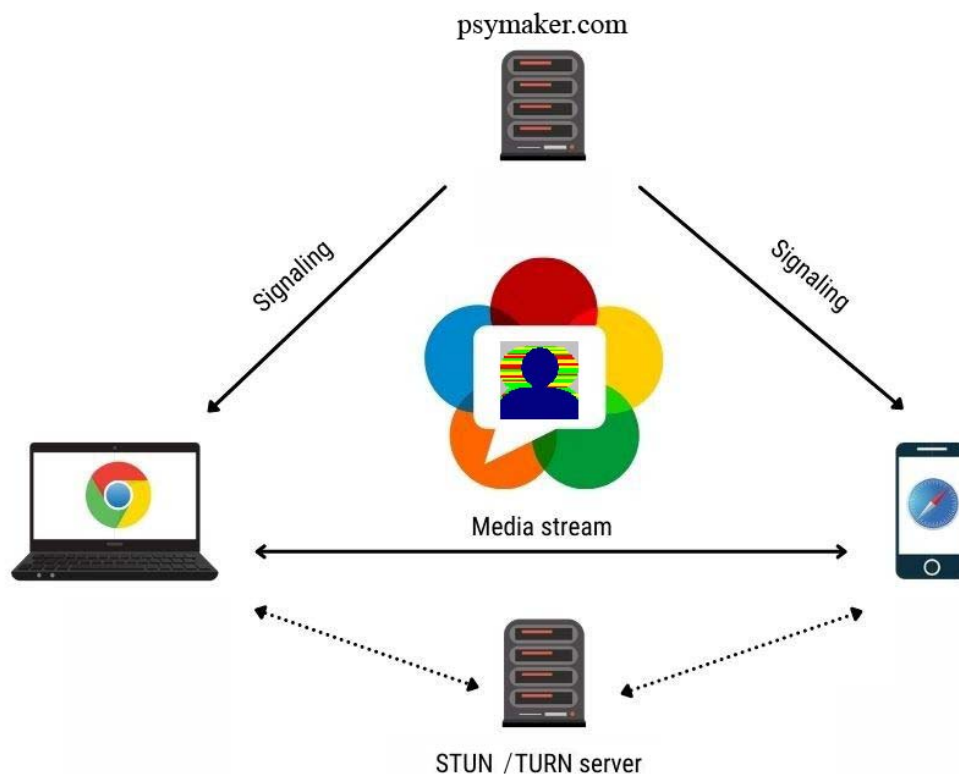 psymaker.com
Signaling
Signaling
Media stream
STUN /TURN server